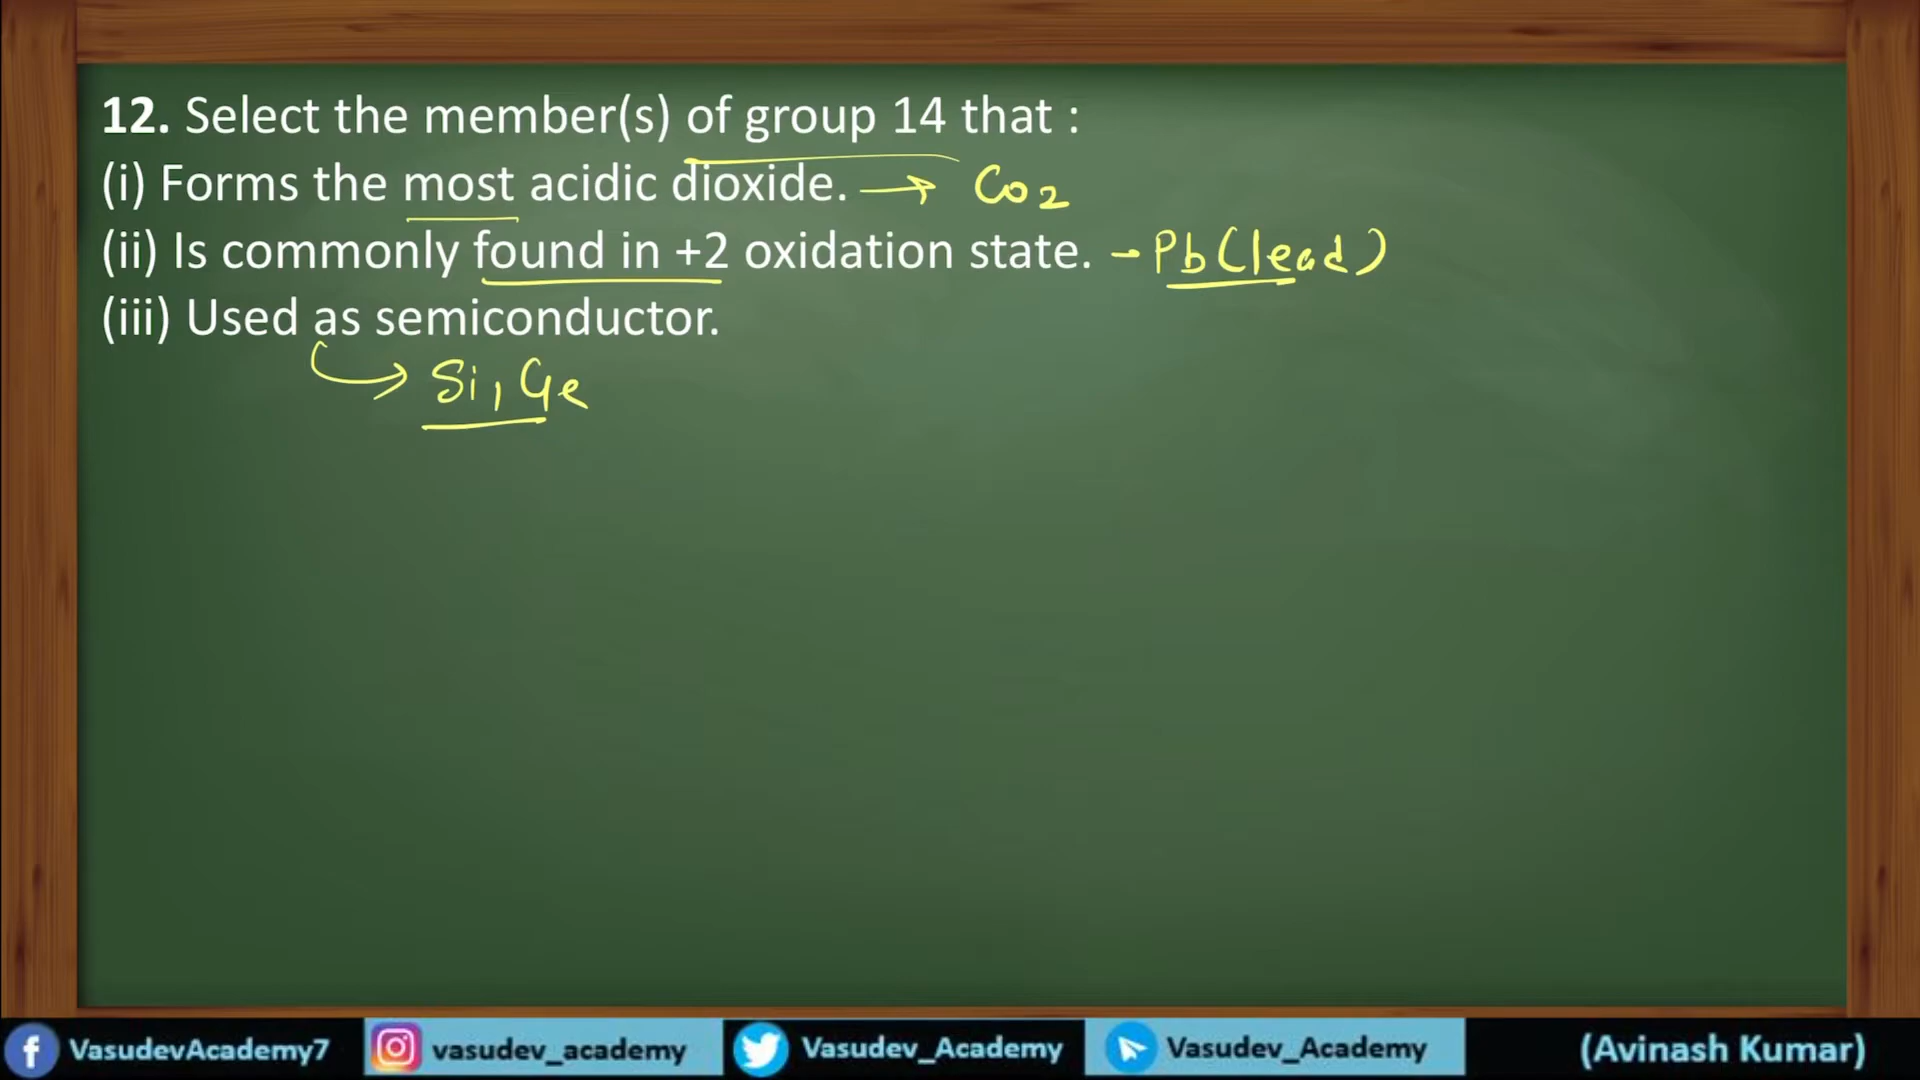 12. Select the member(s) of group 14 that :
(i) Forms the most acidic dioxide. → CO2
(ii) Is commonly found in +2 oxidation state. - Pb (lead)
(iii) Used as semiconductor.
Si, Ge
VasudevAcademy7 vasudev_academy Vasudev_Academy Vasudev_Academy (Avinash Kumar)